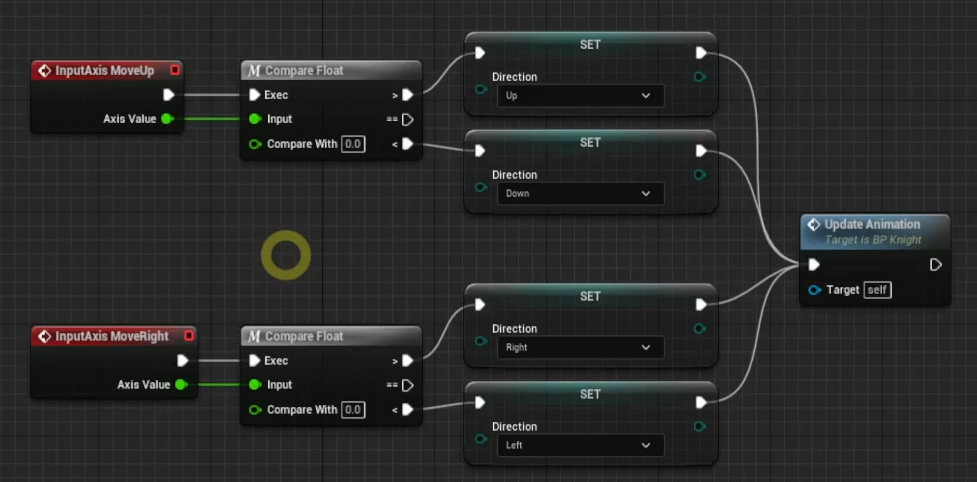 InputAxis MoveUp
Axis Value
Compare Float
Exec >
Input ==
Compare With 0.0 <
SET
Direction
Up
SET
Direction
Down
Update Animation
Target is BP Knight
Target self
InputAxis MoveRight
Axis Value
Compare Float
Exec >
Input ==
Compare With 0.0 <
SET
Direction
Right
SET
Direction
Left